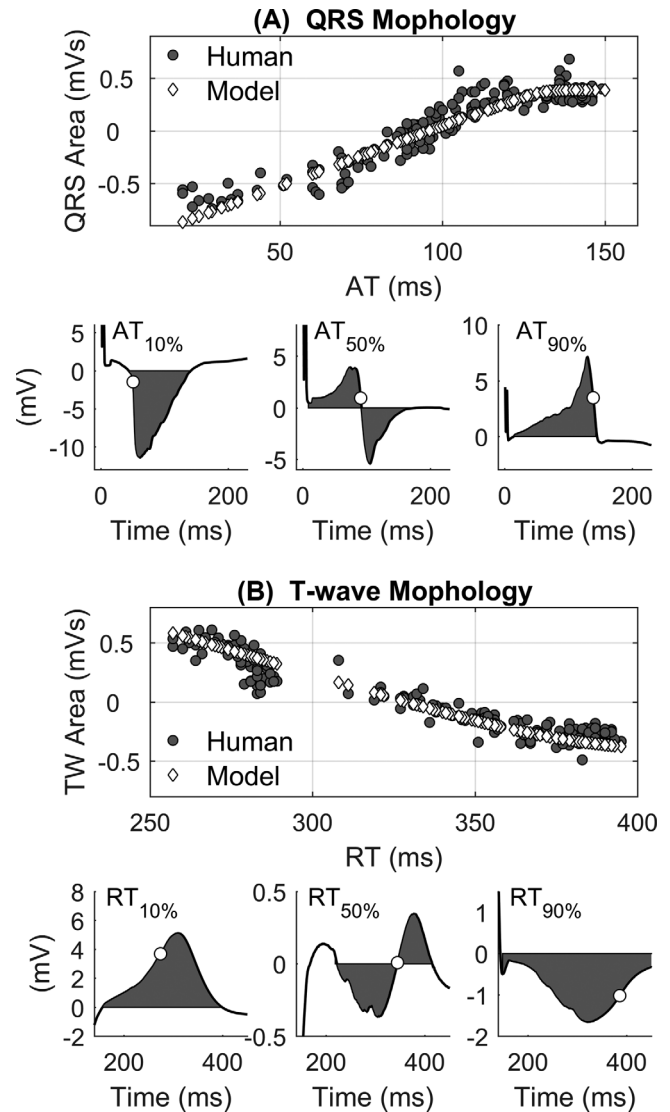 (A) QRS Mophology
QRS Area (mVs)
0.5
0
-0.5
Human
Model
50 100 150
AT (ms)
(mV)
5
0
-5
-10
AT10%
0 200
Time (ms)
5
0
-5
AT50%
0 200
Time (ms)
10
5
0
AT90%
0 200
Time (ms)
(B) T-wave Mophology
TW Area (mVs)
0.5
0
-0.5
Human
Model
250 300 350 400
RT (ms)
(mV)
8
6
4
2
0
-2
RT10%
200 400
Time (ms)
0.5
0
-0.5
RT50%
200 400
Time (ms)
1
0
-1
-2
RT90%
200 400
Time (ms)